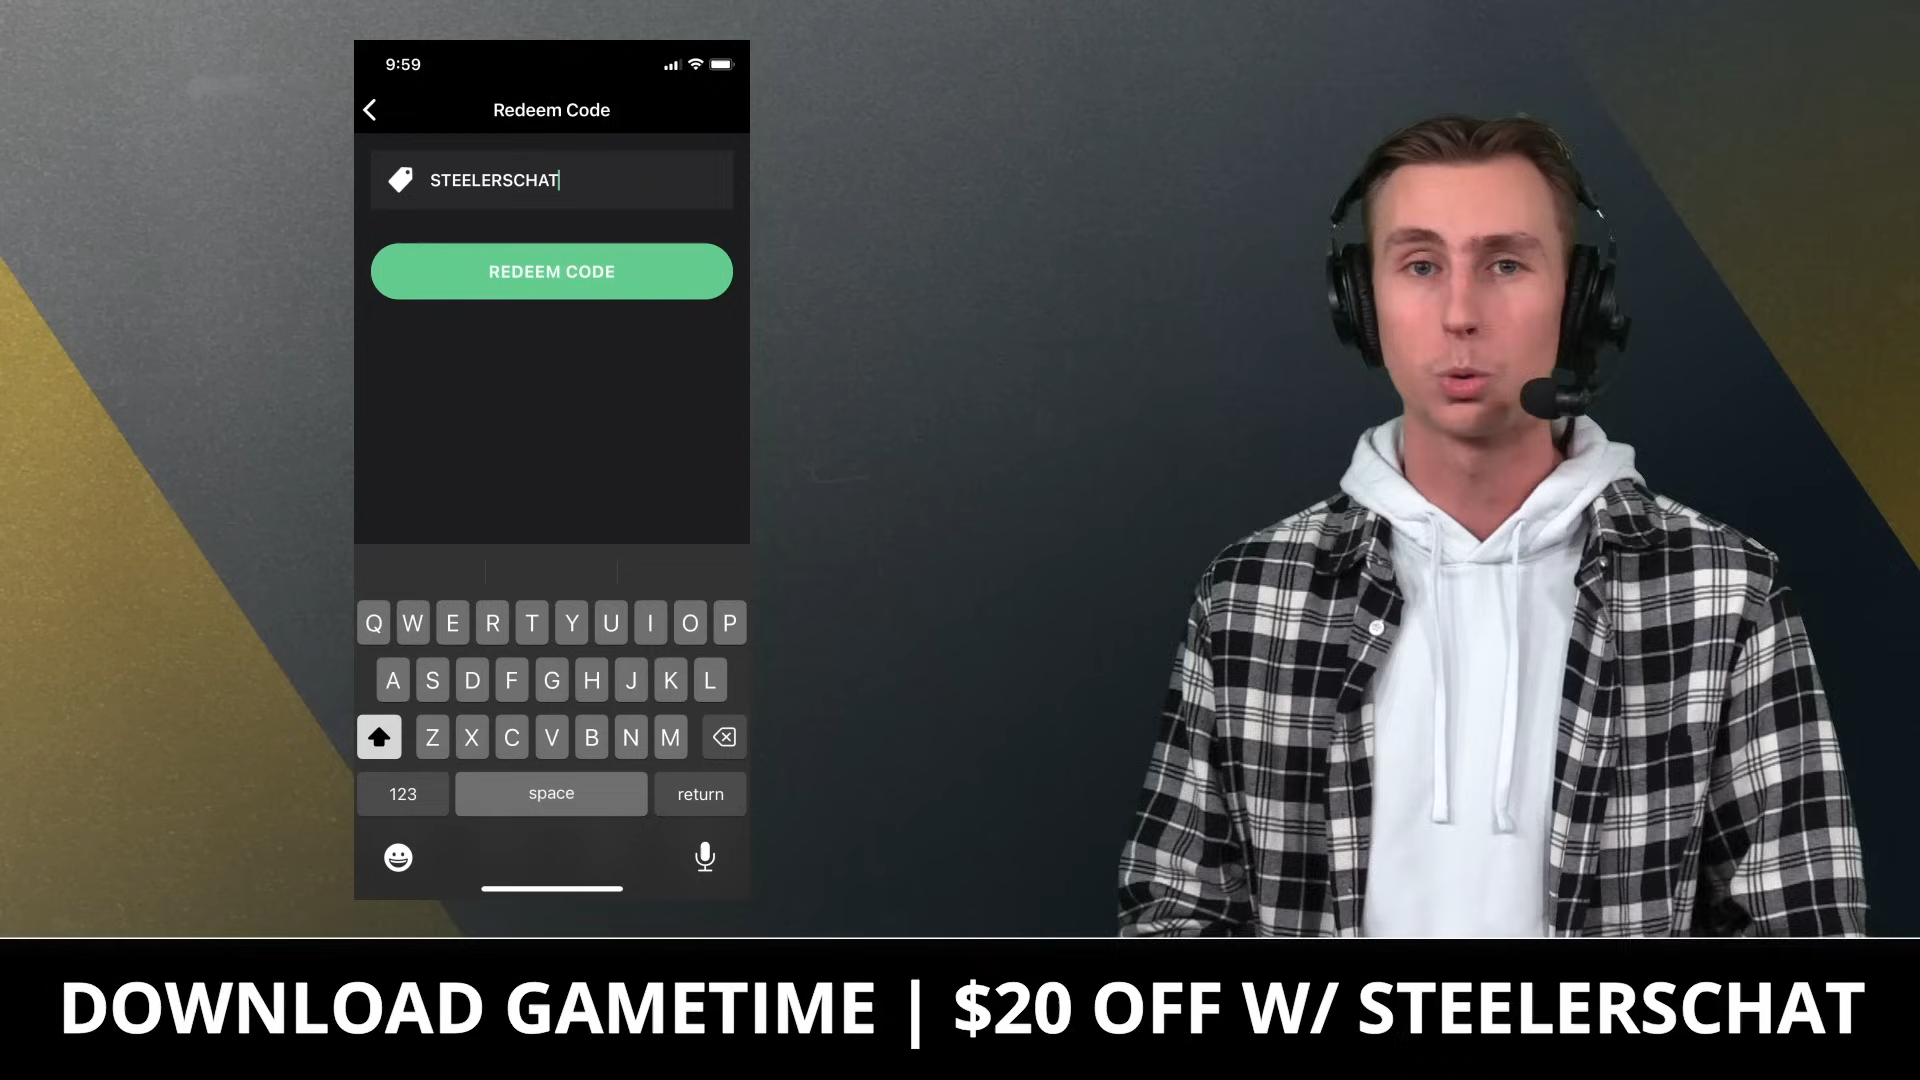 9:59
Redeem Code
STEELERSCHAT
REDEEM CODE
Q W E R T Y U I O P
A S D F G H J K L
Z X C V B N M
123 space return
DOWNLOAD GAMETIME | $20 OFF W/ STEELERSCHAT